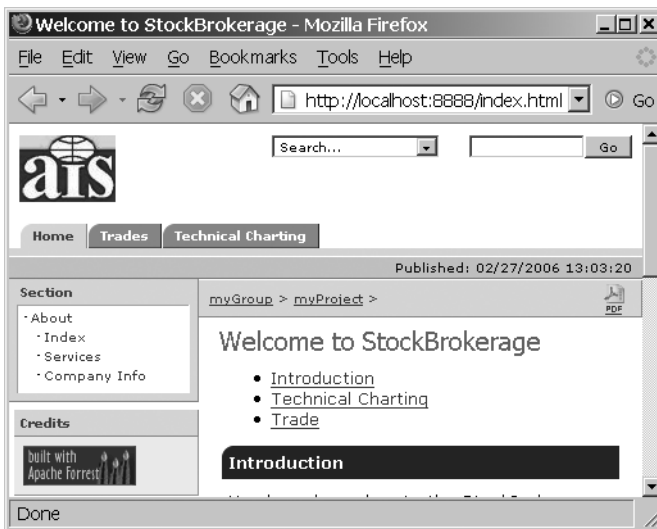 Welcome to StockBrokerage - Mozilla Firefox
File Edit View Go Bookmarks Tools Help
http://localhost:8888/index.html Go
ais
Search... Go
Home Trades Technical Charting
Published: 02/27/2006 13:03:20
Section
About
Index
Services
Company Info
Credits
built with
Apache Forrest
myGroup > myProject >
PDF
Welcome to StockBrokerage
• Introduction
• Technical Charting
• Trade
Introduction
Done